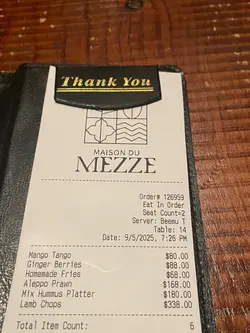 Thank You
MAISON DU
MEZZE
Order# 126959
Eat In Order
Seat Count=2
Server: Beemu T
Table: 14
Date: 9/5/2025, 7:26 PM
Mango Tango $80.00
Ginger Berries $88.00
Homemade Fries $68.00
Aleppo Prawn $168.00
Mix Hummus Platter $180.00
Lamb Chops $338.00
Total Item Count: 6